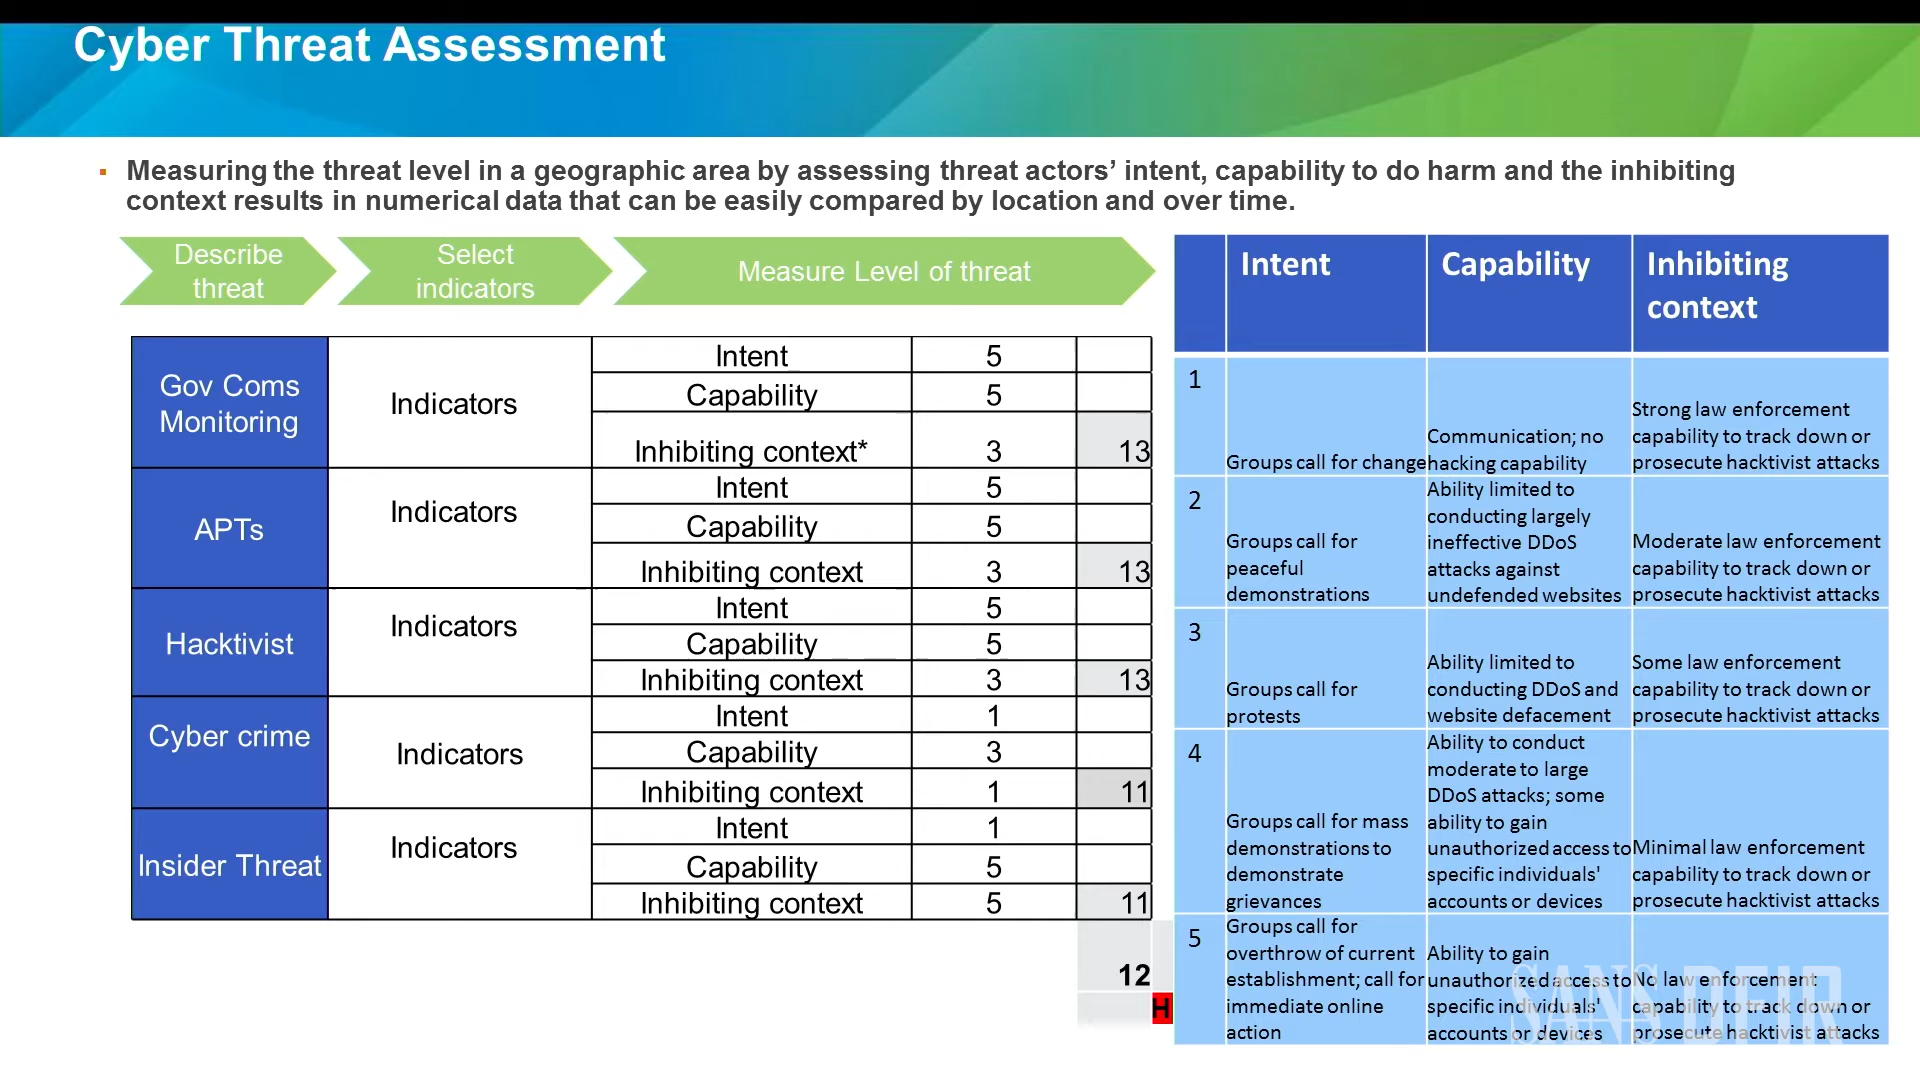 Cyber Threat Assessment
▪ Measuring the threat level in a geographic area by assessing threat actors’ intent, capability to do harm and the inhibiting
context results in numerical data that can be easily compared by location and over time.
Describe
threat
Select
indicators
Measure Level of threat
Gov Coms
Monitoring
Indicators
Intent 5
Capability 5
Inhibiting context* 3 13
APTs
Indicators
Intent 5
Capability 5
Inhibiting context 3 13
Hacktivist
Indicators
Intent 5
Capability 5
Inhibiting context 3 13
Cyber crime
Indicators
Intent 1
Capability 3
Inhibiting context 1 11
Insider Threat
Indicators
Intent 1
Capability 5
Inhibiting context 5 11
12
H
Intent
Capability
Inhibiting
context
1
Groups call for change
Communication; no
hacking capability
Strong law enforcement
capability to track down or
prosecute hacktivist attacks
2
Groups call for
peaceful
demonstrations
Ability limited to
conducting largely
ineffective DDoS
attacks against
undefended websites
Moderate law enforcement
capability to track down or
prosecute hacktivist attacks
3
Groups call for
protests
Ability limited to
conducting DDoS and
website defacement
Some law enforcement
capability to track down or
prosecute hacktivist attacks
4
Groups call for mass
demonstrations to
demonstrate
grievances
Ability to conduct
moderate to large
DDoS attacks; some
ability to gain
unauthorized access to
specific individuals'
accounts or devices
Minimal law enforcement
capability to track down or
prosecute hacktivist attacks
5
Groups call for
overthrow of current
establishment; call for
immediate online
action
Ability to gain
unauthorized access to
specific individuals'
accounts or devices
No law enforcement
capability to track down or
prosecute hacktivist attacks
SANS DFIR